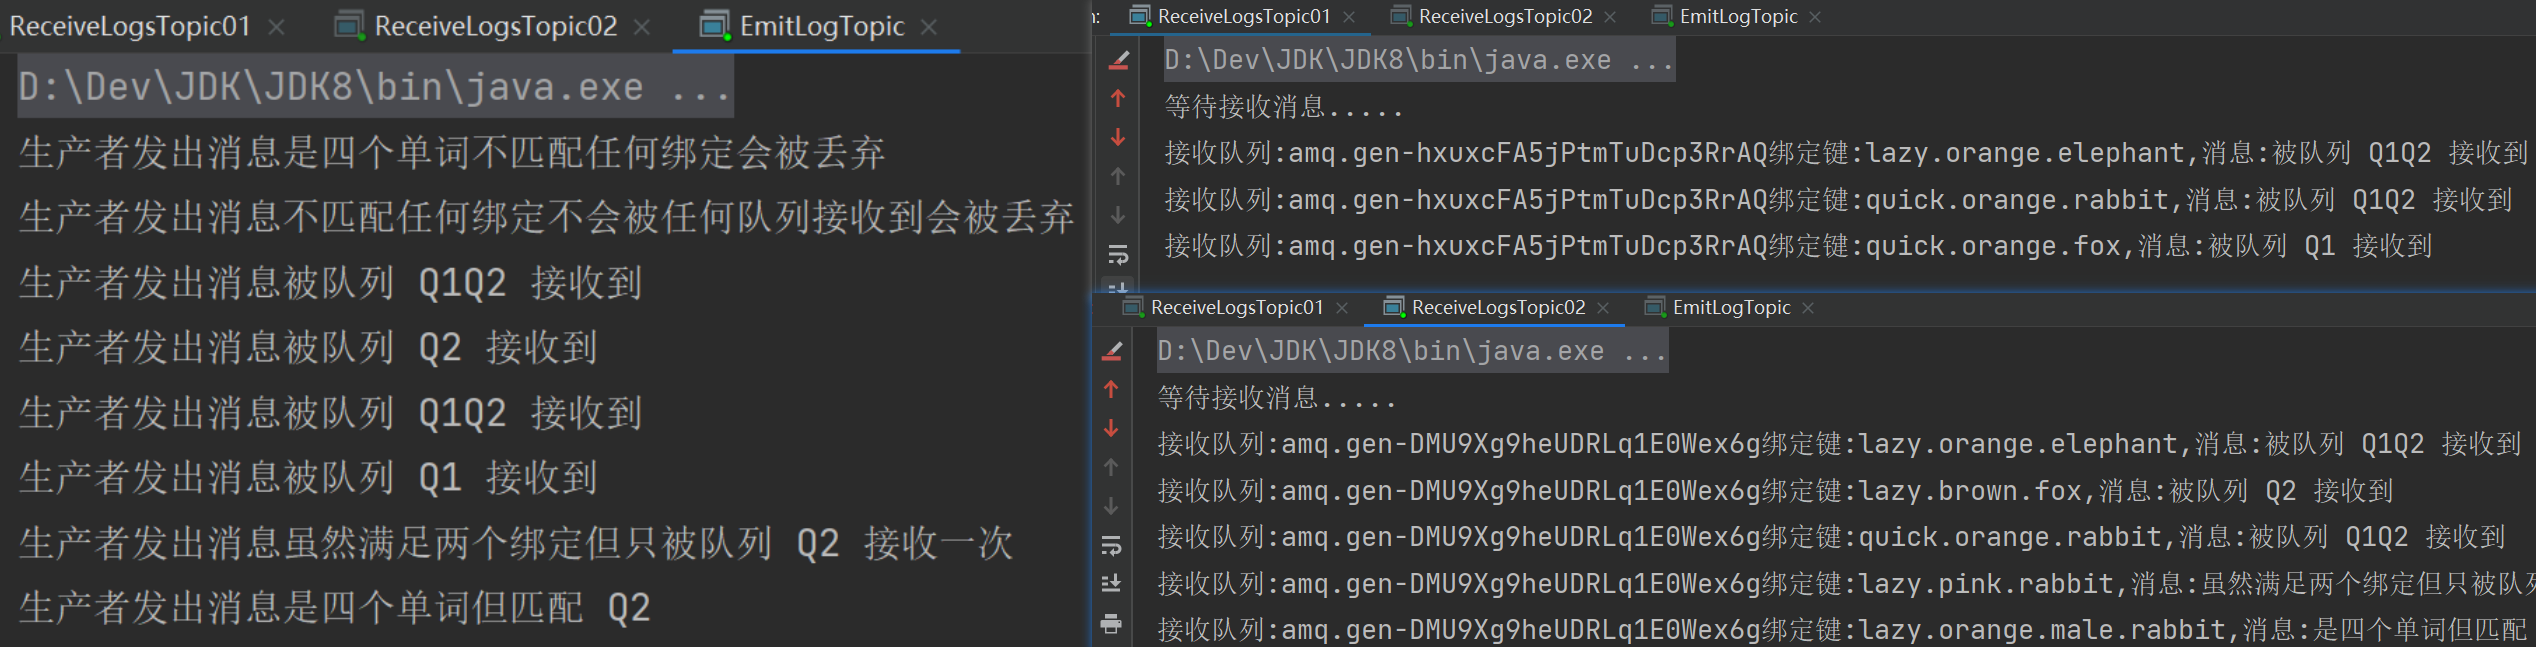 ReceiveLogsTopic01 ReceiveLogsTopic02 EmitLogTopic
D:\Dev\JDK\JDK8\bin\java.exe ...
生产者发出消息是四个单词不匹配任何绑定会被丢弃
生产者发出消息不匹配任何绑定不会被任何队列接收到会被丢弃
生产者发出消息被队列 Q1Q2 接收到
生产者发出消息被队列 Q2 接收到
生产者发出消息被队列 Q1Q2 接收到
生产者发出消息被队列 Q1 接收到
生产者发出消息虽然满足两个绑定但只被队列 Q2 接收一次
生产者发出消息是四个单词但匹配 Q2
ReceiveLogsTopic01 ReceiveLogsTopic02 EmitLogTopic
D:\Dev\JDK\JDK8\bin\java.exe ...
等待接收消息.....
接收队列:amq.gen-hxuxcFA5jPtmTuDcp3RrAQ绑定键:lazy.orange.elephant,消息:被队列 Q1Q2 接收到
接收队列:amq.gen-hxuxcFA5jPtmTuDcp3RrAQ绑定键:quick.orange.rabbit,消息:被队列 Q1Q2 接收到
接收队列:amq.gen-hxuxcFA5jPtmTuDcp3RrAQ绑定键:quick.orange.fox,消息:被队列 Q1 接收到
ReceiveLogsTopic01 ReceiveLogsTopic02 EmitLogTopic
D:\Dev\JDK\JDK8\bin\java.exe ...
等待接收消息.....
接收队列:amq.gen-DMU9Xg9heUDRLq1E0Wex6g绑定键:lazy.orange.elephant,消息:被队列 Q1Q2 接收到
接收队列:amq.gen-DMU9Xg9heUDRLq1E0Wex6g绑定键:lazy.brown.fox,消息:被队列 Q2 接收到
接收队列:amq.gen-DMU9Xg9heUDRLq1E0Wex6g绑定键:quick.orange.rabbit,消息:被队列 Q1Q2 接收到
接收队列:amq.gen-DMU9Xg9heUDRLq1E0Wex6g绑定键:lazy.pink.rabbit,消息:虽然满足两个绑定但只被队
接收队列:amq.gen-DMU9Xg9heUDRLq1E0Wex6g绑定键:lazy.orange.male.rabbit,消息:是四个单词但匹配